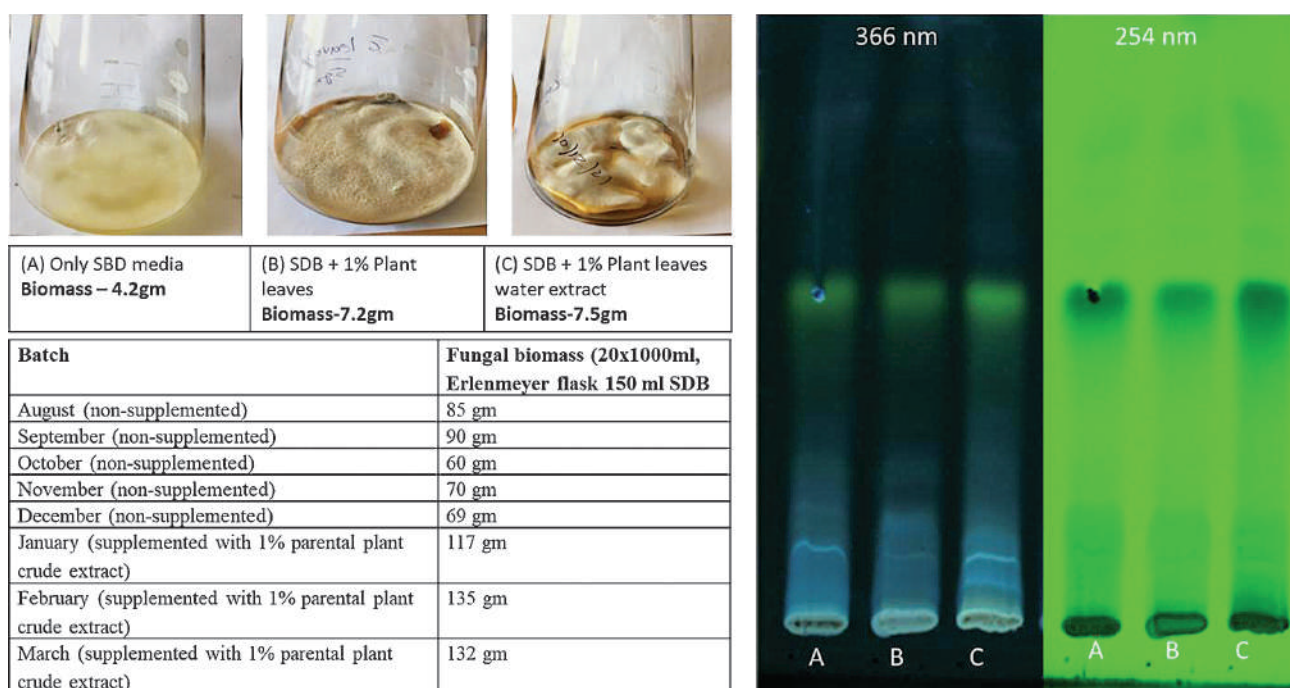 (A) Only SBD media
Biomass – 4.2gm
(B) SDB + 1% Plant
leaves
Biomass-7.2gm
(C) SDB + 1% Plant leaves
water extract
Biomass-7.5gm
Batch
Fungal biomass (20x1000ml,
Erlenmeyer flask 150 ml SDB
August (non-supplemented)
85 gm
September (non-supplemented)
90 gm
October (non-supplemented)
60 gm
November (non-supplemented)
70 gm
December (non-supplemented)
69 gm
January (supplemented with 1% parental plant
crude extract)
117 gm
February (supplemented with 1% parental plant
crude extract)
135 gm
March (supplemented with 1% parental plant
crude extract)
132 gm
366 nm
254 nm
A
B
C
A
B
C